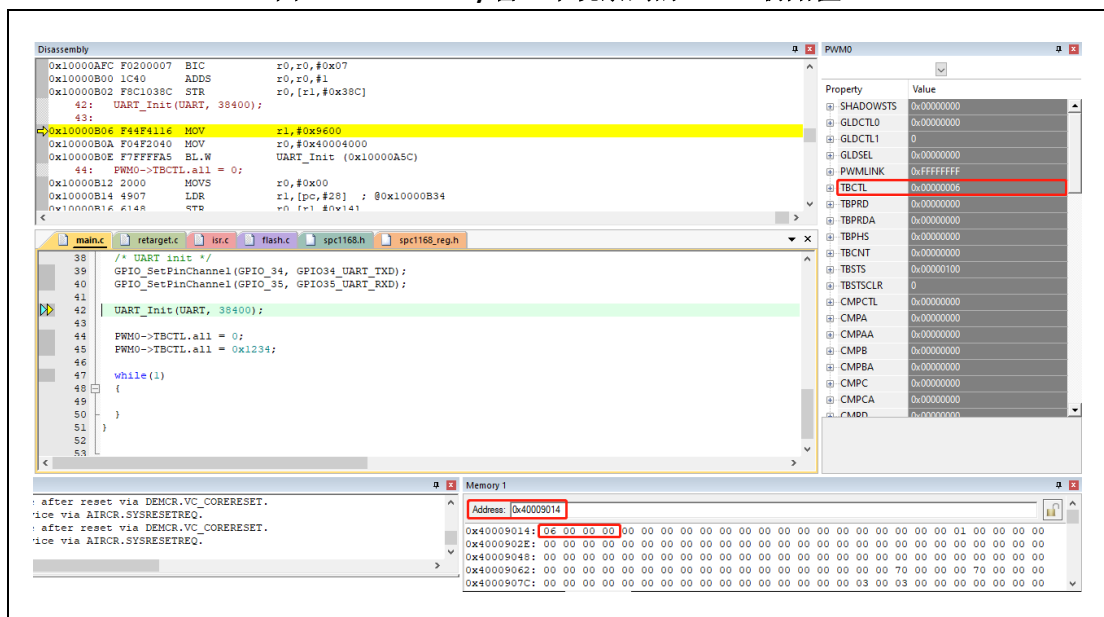 Disassembly
0x10000AFC F0200007 BIC r0,r0,#0x07
0x10000B00 1C40 ADDS r0,r0,#1
0x10000B02 F8C1038C STR r0,[r1,#0x38C]
42: UART_Init(UART, 38400);
43:
0x10000B06 F44F4116 MOV r1,#0x9600
0x10000B0A F04F2040 MOV r0,#0x40004000
0x10000B0E F7FFFFA5 BL.W UART_Init (0x10000A5C)
44: PWM0->TBCTL.all = 0;
0x10000B12 2000 MOVS r0,#0x00
0x10000B14 4907 LDR r1,[pc,#28] ; @0x10000B34
0x10000B16 6148 STR r0,[r1,#0x14]
main.c retarget.c isr.c flash.c spc1168.h spc1168_reg.h
38 /* UART init */
39 GPIO_SetPinChannel(GPIO_34, GPIO34_UART_TXD);
40 GPIO_SetPinChannel(GPIO_35, GPIO35_UART_RXD);
41
42 UART_Init(UART, 38400);
43
44 PWM0->TBCTL.all = 0;
45 PWM0->TBCTL.all = 0x1234;
46
47 while(1)
48 {
49
50 }
51 }
52
53
PWM0
Property Value
SHADOWSTS 0x00000000
GLDCTL0 0x00000000
GLDCTL1 0
GLDSEL 0x00000000
PWMLINK 0xFFFFFFFF
TBCTL 0x00000006
TBPRD 0x00000000
TBPRDA 0x00000000
TBPHS 0x00000000
TBCNT 0x00000000
TBSTS 0x00000100
TBSTSCLR 0
CMPCTL 0x00000000
CMPA 0x00000000
CMPAA 0x00000000
CMPB 0x00000000
CMPBA 0x00000000
CMPC 0x00000000
CMPCA 0x00000000
CMPD 0x00000000
after reset via DEMCR.VC_CORERESET.
ice via AIRCR.SYSRESETREQ.
after reset via DEMCR.VC_CORERESET.
ice via AIRCR.SYSRESETREQ.
Memory 1
Address: 0x40009014
0x40009014: 06 00 00 00 00 00 00 00 00 00 00 00 00 00 00 00 00 00 00 00 00 01 00 00 00 00
0x4000902E: 00 00 00 00 00 00 00 00 00 00 00 00 00 00 00 00 00 00 00 00 00 00 00 00 00 00
0x40009048: 00 00 00 00 00 00 00 00 00 00 00 00 00 00 00 00 00 00 00 00 00 00 00 00 00 00
0x40009062: 00 00 00 00 00 00 00 00 00 00 00 00 00 00 00 00 00 00 70 00 00 00 70 00 00 00
0x4000907C: 00 00 00 00 00 00 00 00 00 00 00 00 00 00 00 00 03 00 03 00 00 00 00 00 00 00